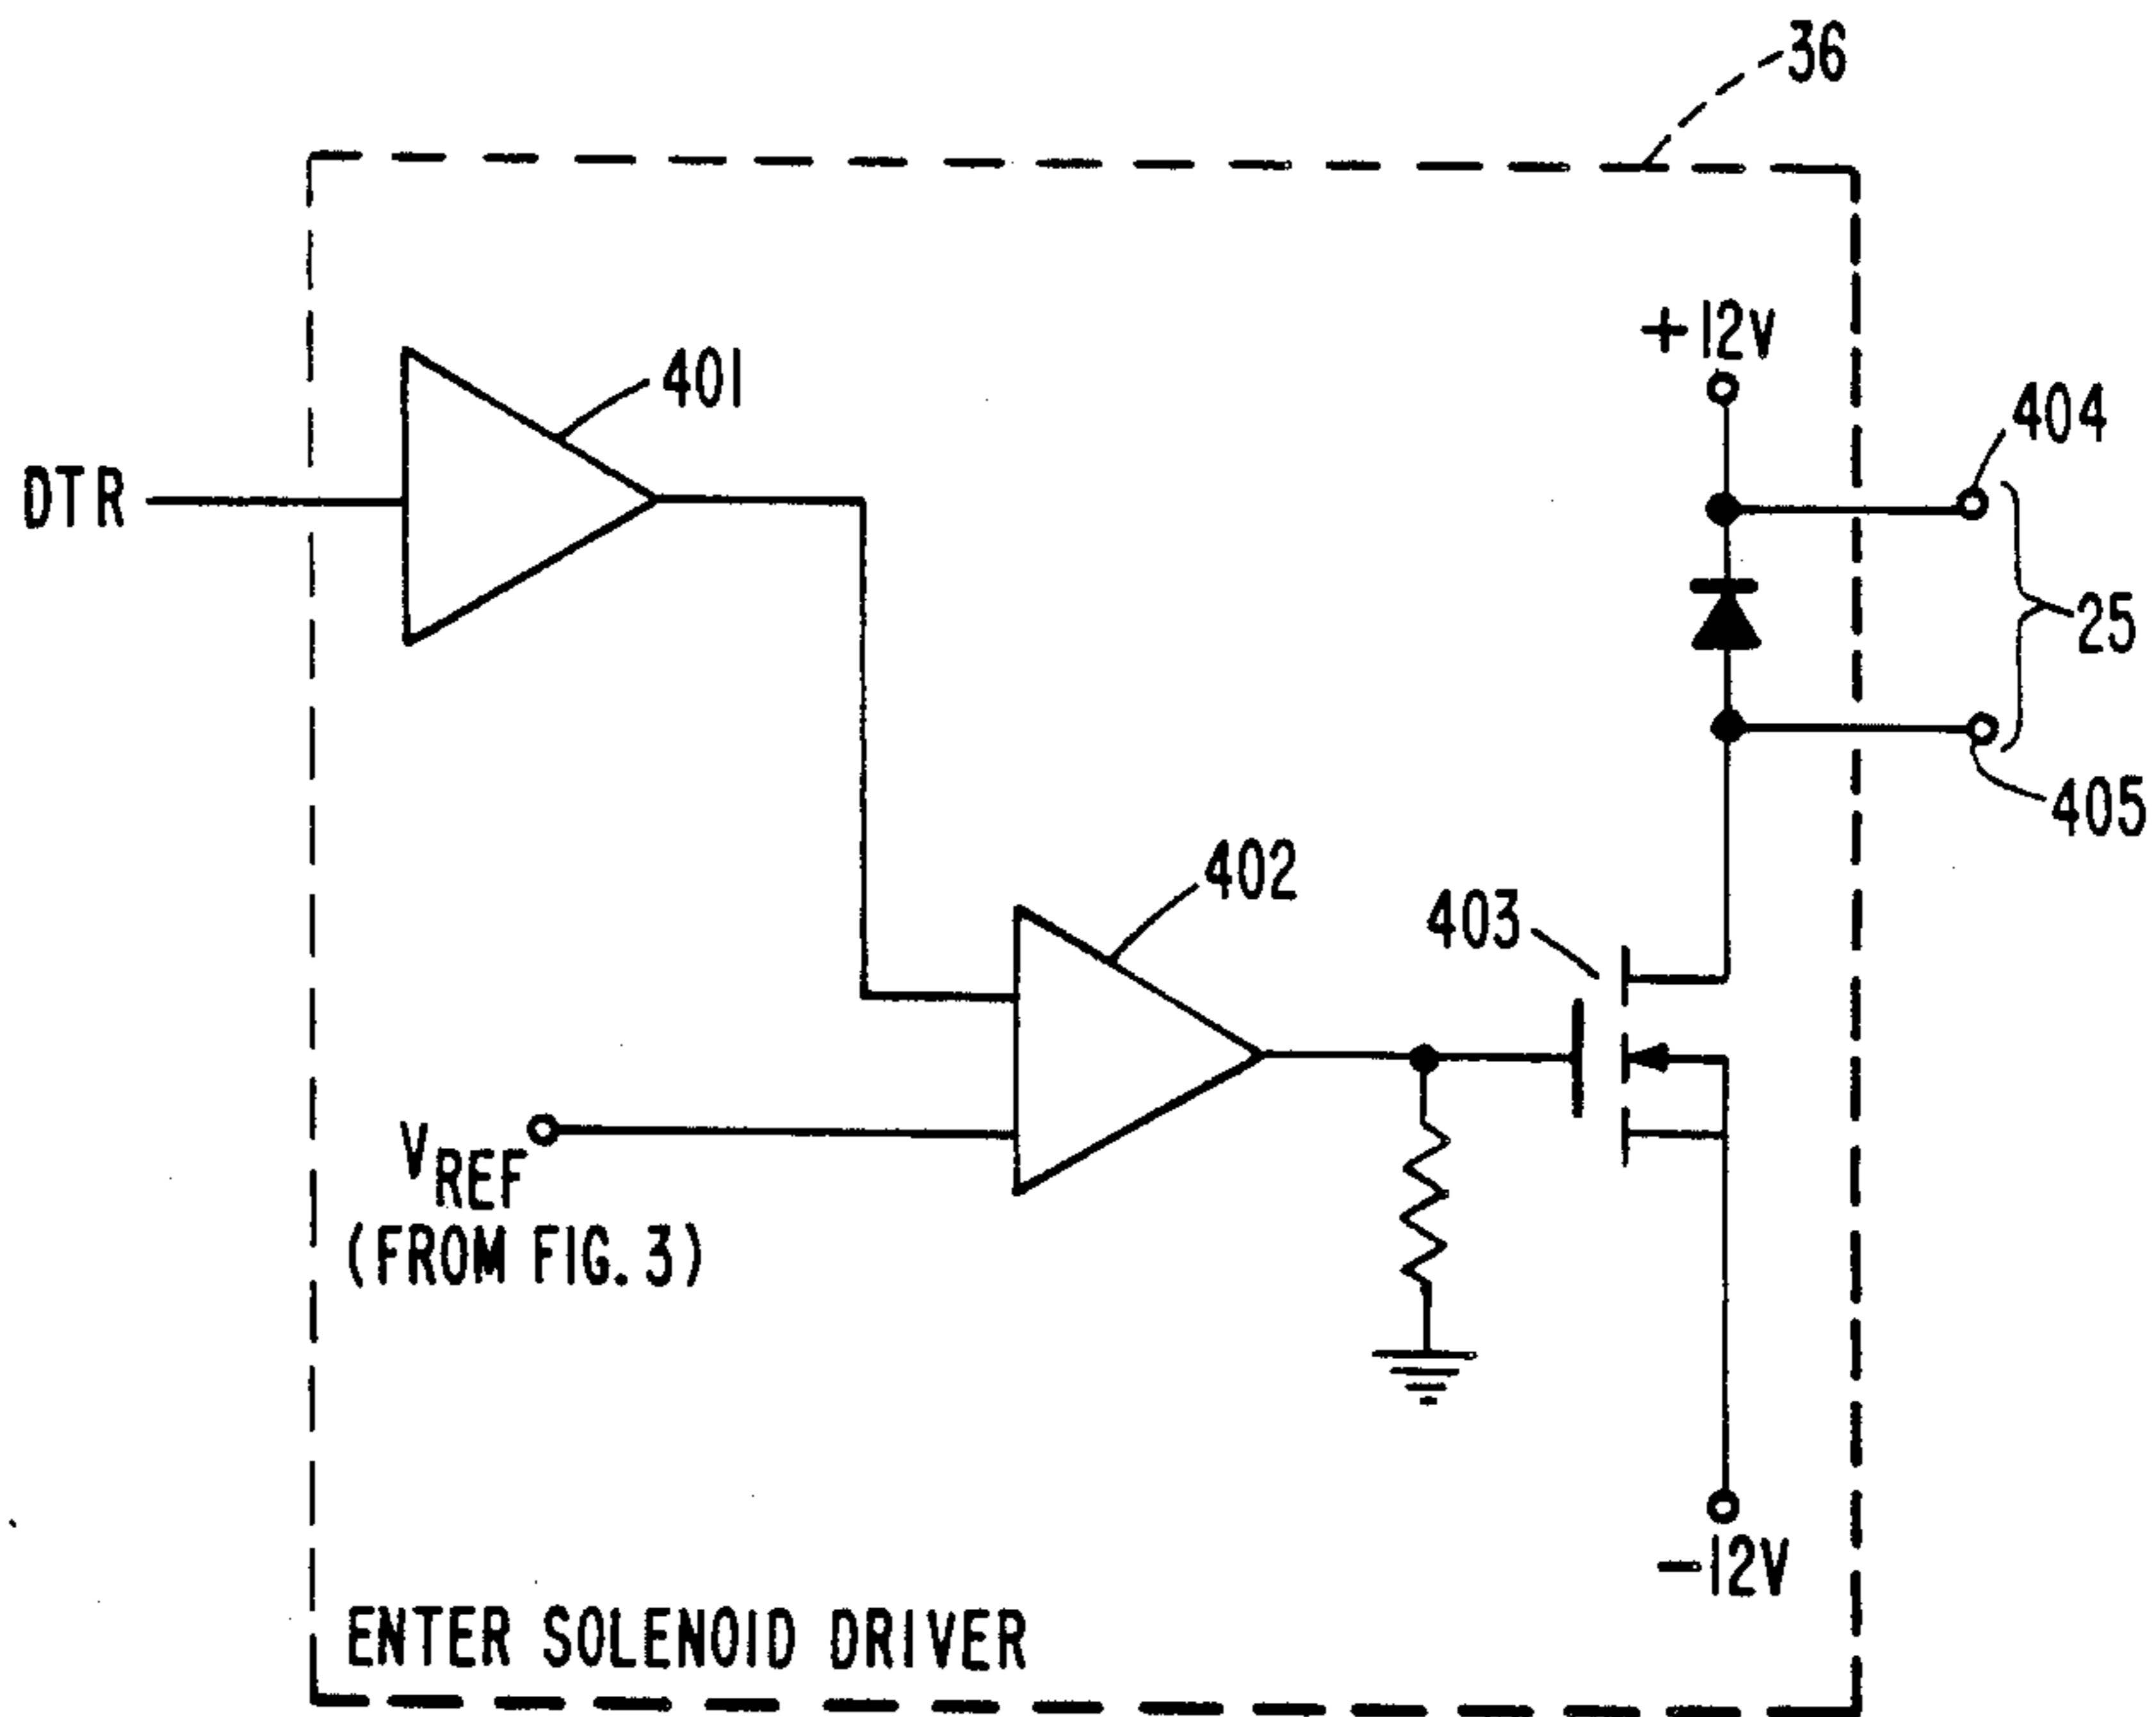 36
+12V
401
404
DTR
25
405
402
403
VREF
(FROM FIG. 3)
-12V
ENTER SOLENOID DRIVER